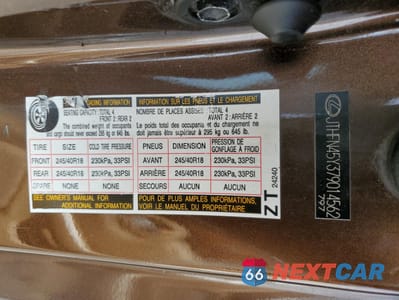 LOADING INFORMATION
SEATING CAPACITY: TOTAL 4
FRONT 2: REAR 2
The combined weight of occupants
and cargo should never exceed 295 kg or 645 lb.
INFORMATION SUR LES PNEUS ET LE CHARGEMENT
NOMBRE DE PLACES ASSISES: TOTAL 4
AVANT 2: ARRIÈRE 2
Le poids total des occupants et du chargement ne
doit jamais être supérieur à 295 kg ou 645 lb.
TIRE SIZE COLD TIRE PRESSURE
FRONT 245/40R18 230kPa, 33PSI
REAR 245/40R18 230kPa, 33PSI
SPARE NONE NONE
PNEUS DIMENSION PRESSION DE GONFLAGE A FROID
AVANT 245/40R18 230kPa, 33PSI
ARRIÈRE 245/40R18 230kPa, 33PSI
SECOURS AUCUN AUCUN
SEE OWNER'S MANUAL FOR
ADDITIONAL INFORMATION
POUR DE PLUS AMPLES INFORMATIONS,
VOIR LE MANUEL DU PROPRIÉTAIRE
ZT 24240
JTHFN45Y379014562
797
66 NEXTCAR